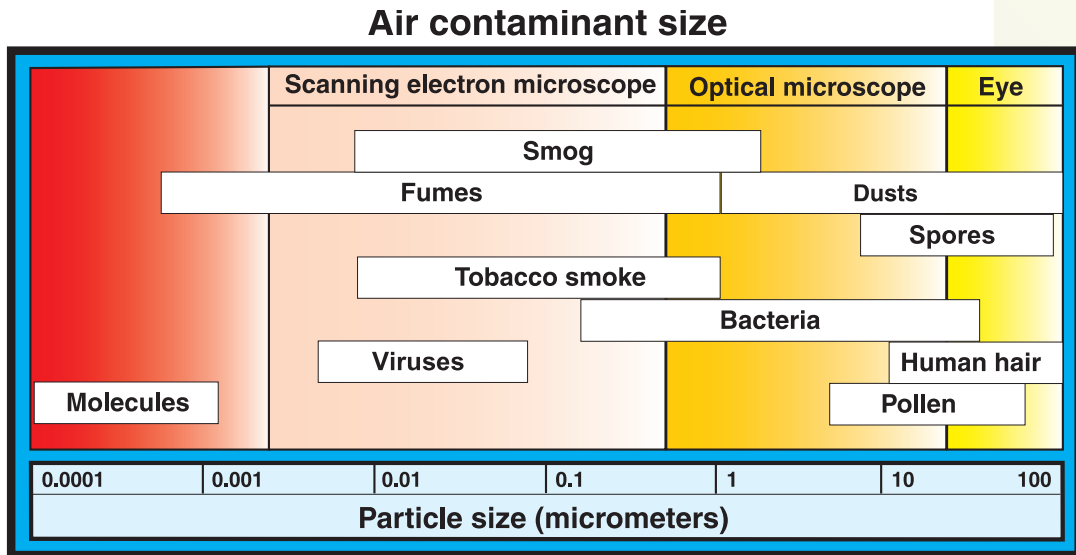 Air contaminant size
Scanning electron microscope
Optical microscope
Eye
Smog
Fumes
Dusts
Spores
Tobacco smoke
Bacteria
Viruses
Human hair
Molecules
Pollen
0.0001 0.001 0.01 0.1 1 10 100
Particle size (micrometers)